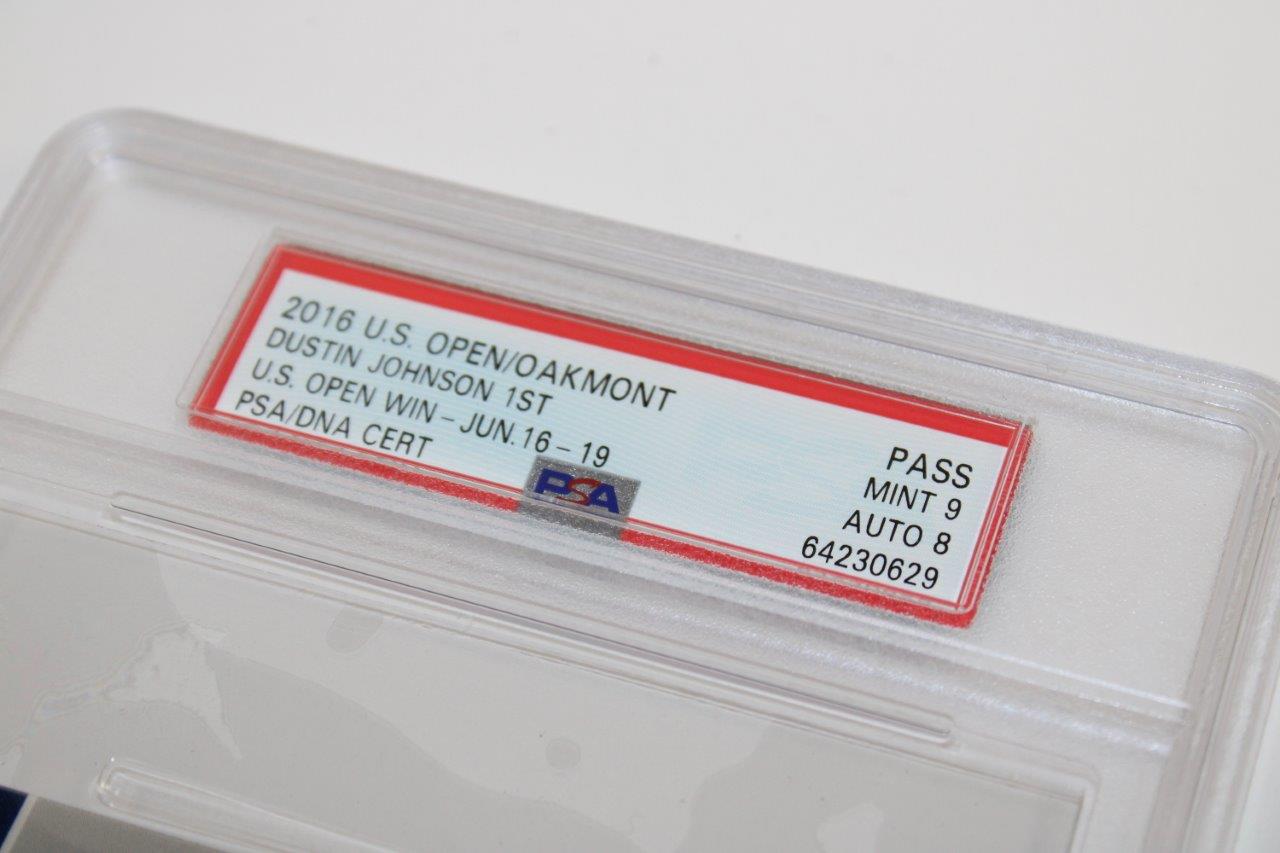 2016 U.S. OPEN/OAKMONT
DUSTIN JOHNSON 1ST
U.S. OPEN WIN – JUN.16 – 19
PSA/DNA CERT
PSA
PASS
MINT 9
AUTO 8
64230629